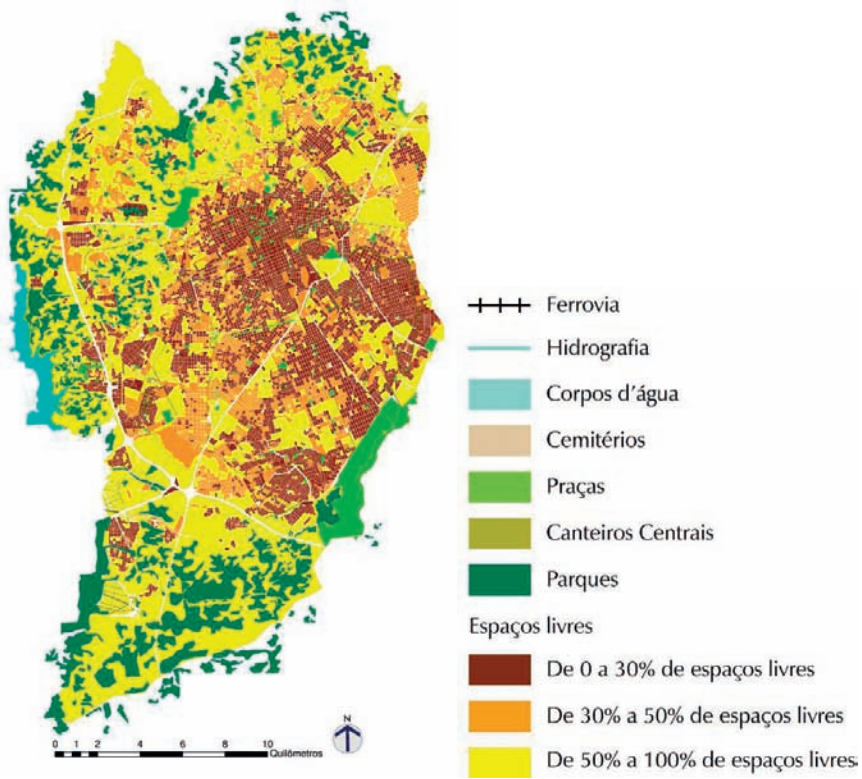 Ferrovia
Hidrografia
Corpos d'água
Cemitérios
Praças
Canteiros Centrais
Parques
Espaços livres
De 0 a 30% de espaços livres
De 30% a 50% de espaços livres
De 50% a 100% de espaços livres
N
0 1 2 4 6 8 10
Quilômetros